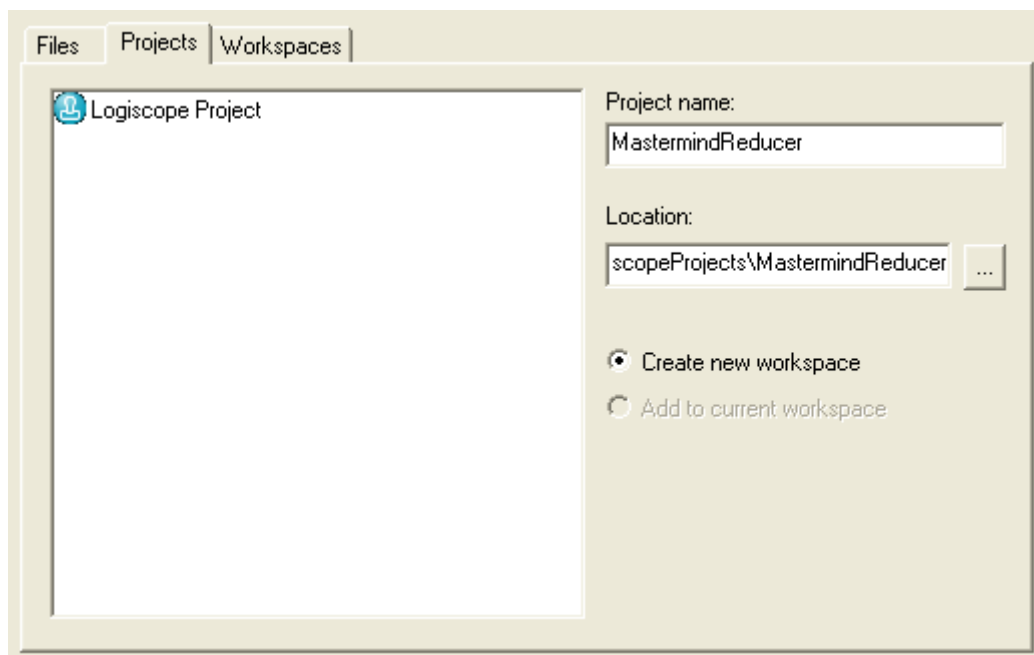 Files Projects Workspaces
Logiscope Project
Project name:
MastermindReducer
Location:
scopeProjects\MastermindReducer
...
Create new workspace
Add to current workspace